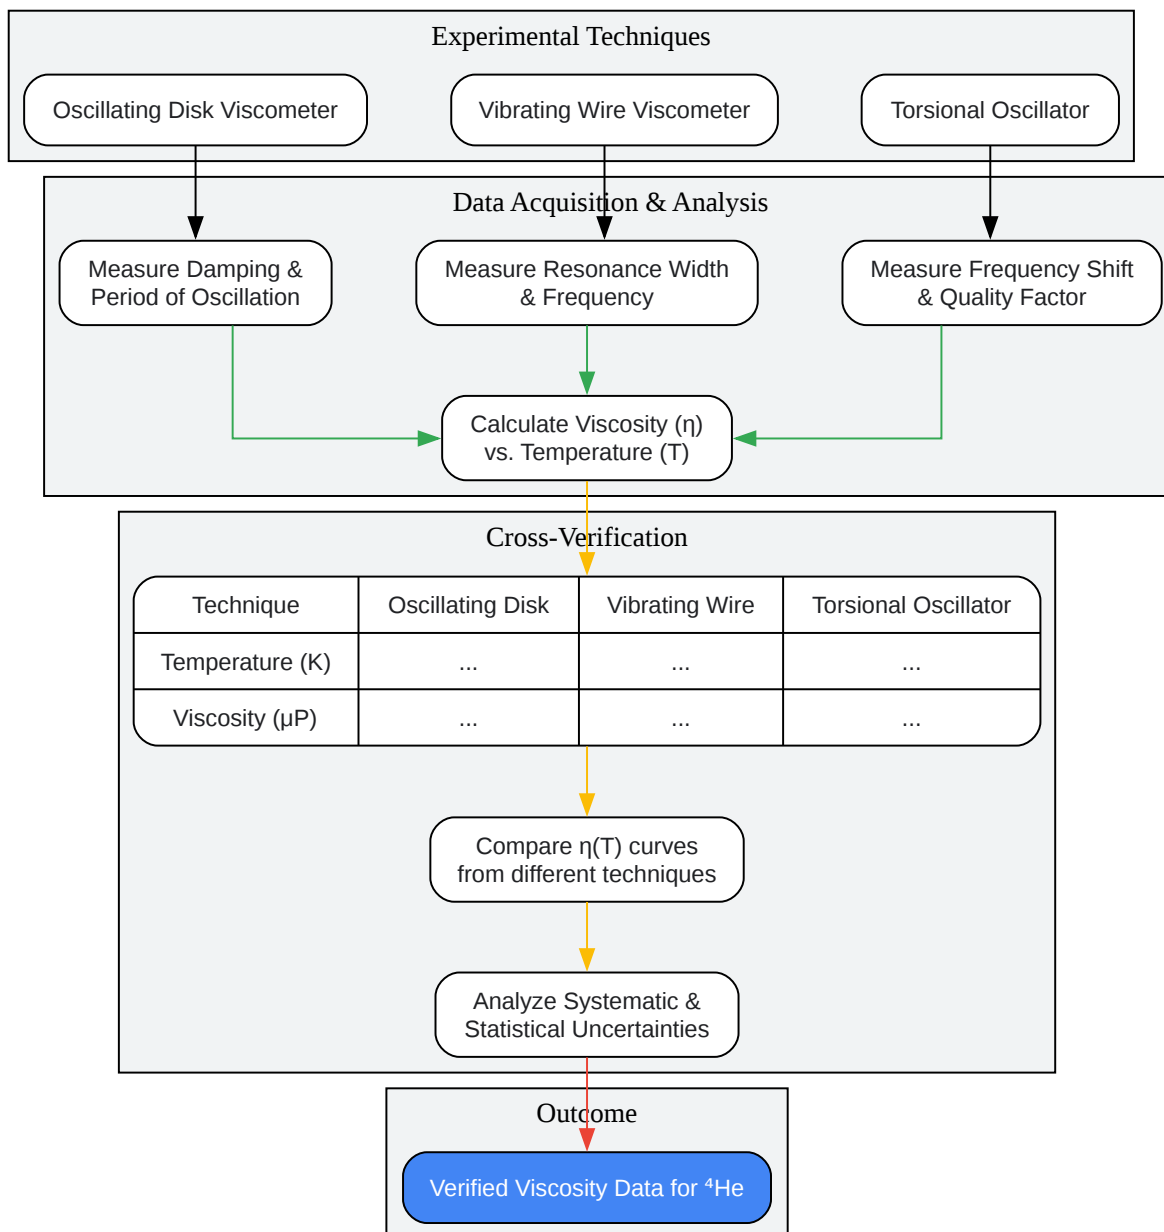 Experimental Techniques
Oscillating Disk Viscometer
Vibrating Wire Viscometer
Torsional Oscillator
Data Acquisition & Analysis
Measure Damping &
Period of Oscillation
Measure Resonance Width
& Frequency
Measure Frequency Shift
& Quality Factor
Calculate Viscosity (η)
vs. Temperature (T)
Cross-Verification
Technique Oscillating Disk Vibrating Wire Torsional Oscillator
Temperature (K) ... ... ...
Viscosity (μP) ... ... ...
Compare η(T) curves
from different techniques
Analyze Systematic &
Statistical Uncertainties
Outcome
Verified Viscosity Data for ⁴He